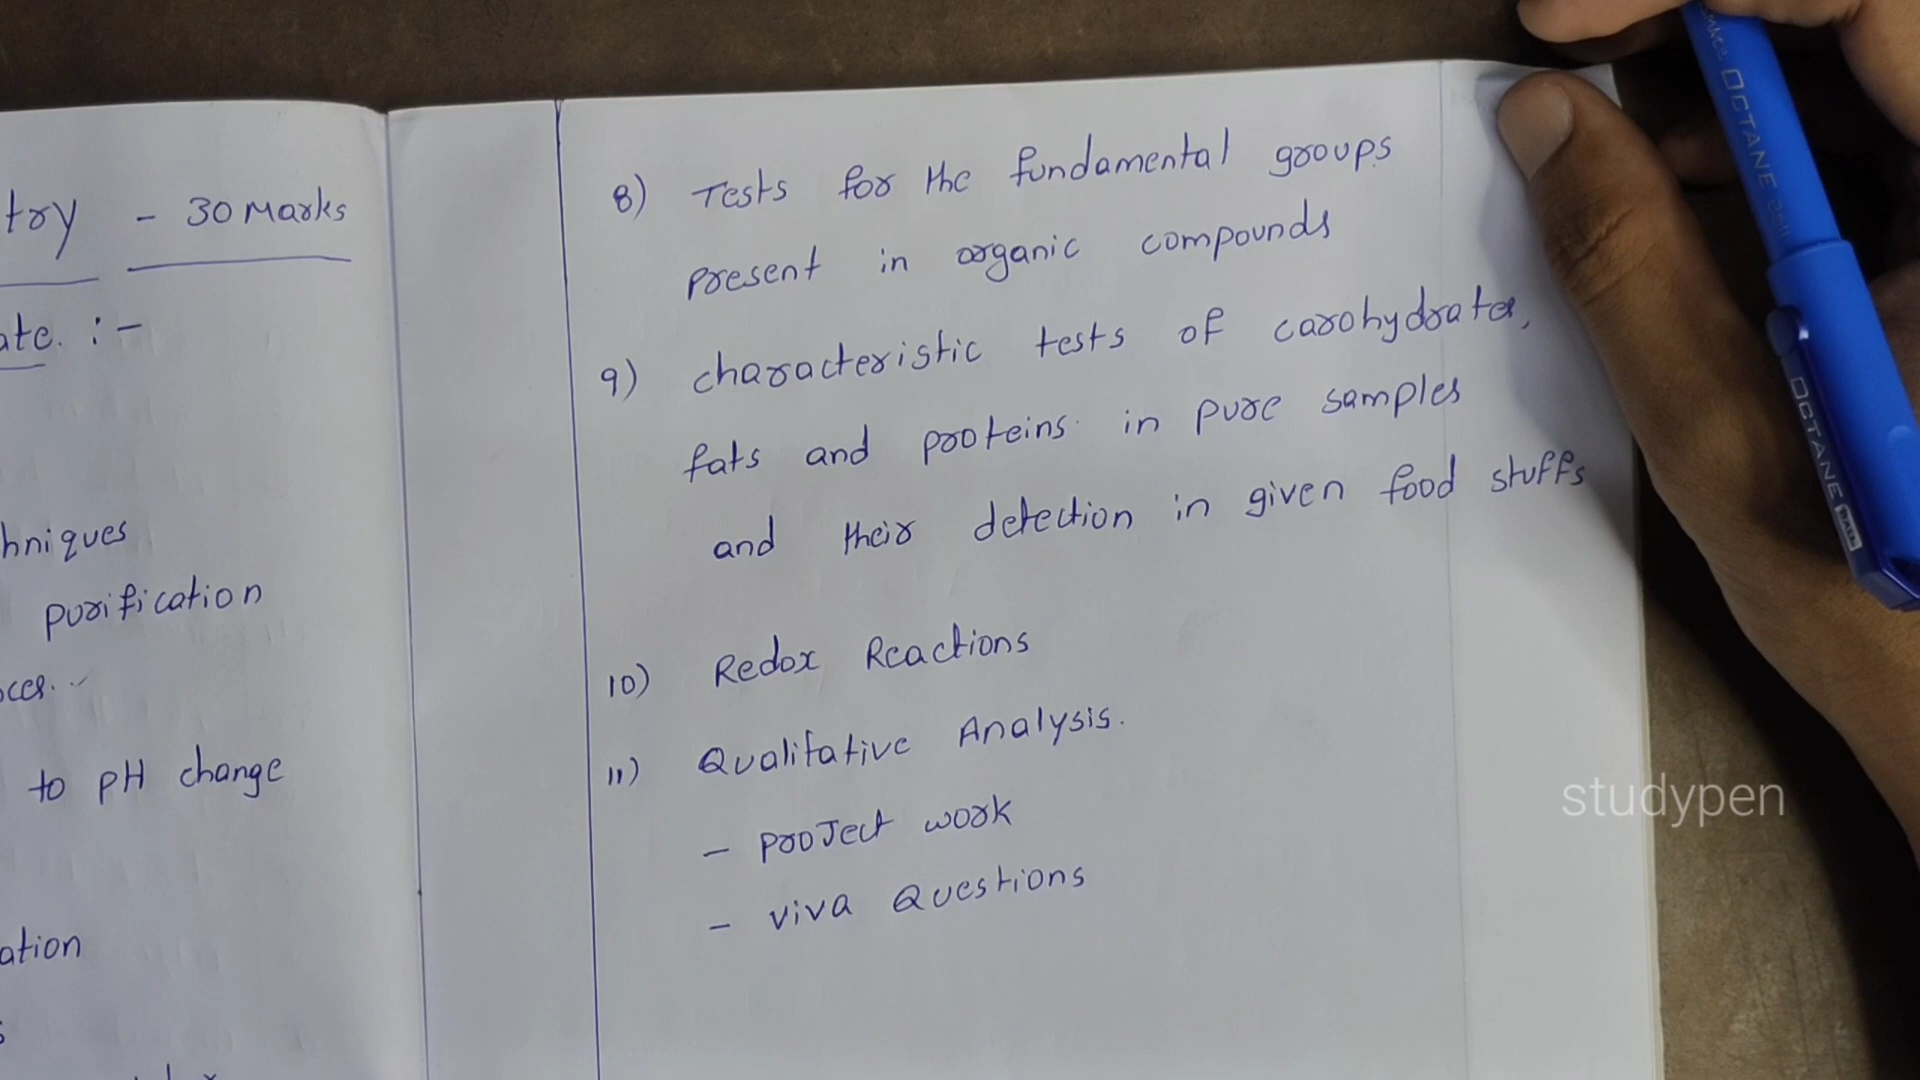 try - 30 Marks
ate. :-
hniques
purification
to pH change
ation
8) Tests for the fundamental groups
present in organic compounds
9) characteristic tests of carohydrates,
fats and proteins in pure samples
and their detection in given food stuffs
10) Redox Reactions
11) Qualitative Analysis.
- project work
- viva Questions
OCTANE
OCTANE
studypen